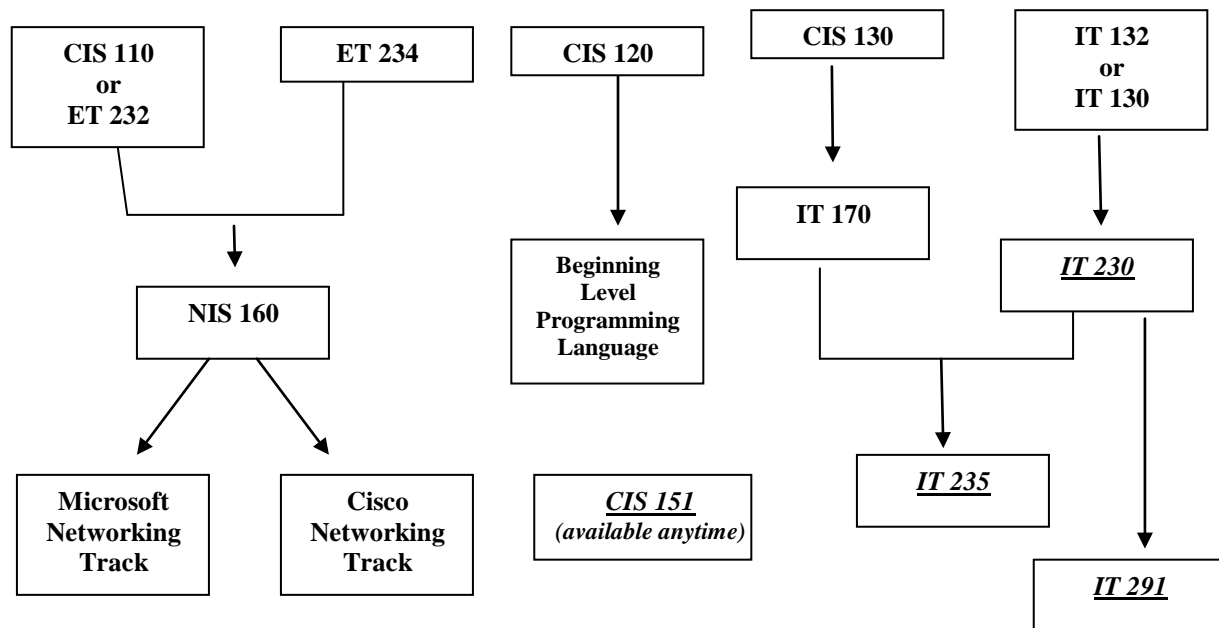 CIS 110
or
ET 232
ET 234
CIS 120
CIS 130
IT 132
or
IT 130
IT 170
Beginning
Level
Programming
Language
IT 230
NIS 160
Microsoft
Networking
Track
Cisco
Networking
Track
CIS 151
(available anytime)
IT 235
IT 291